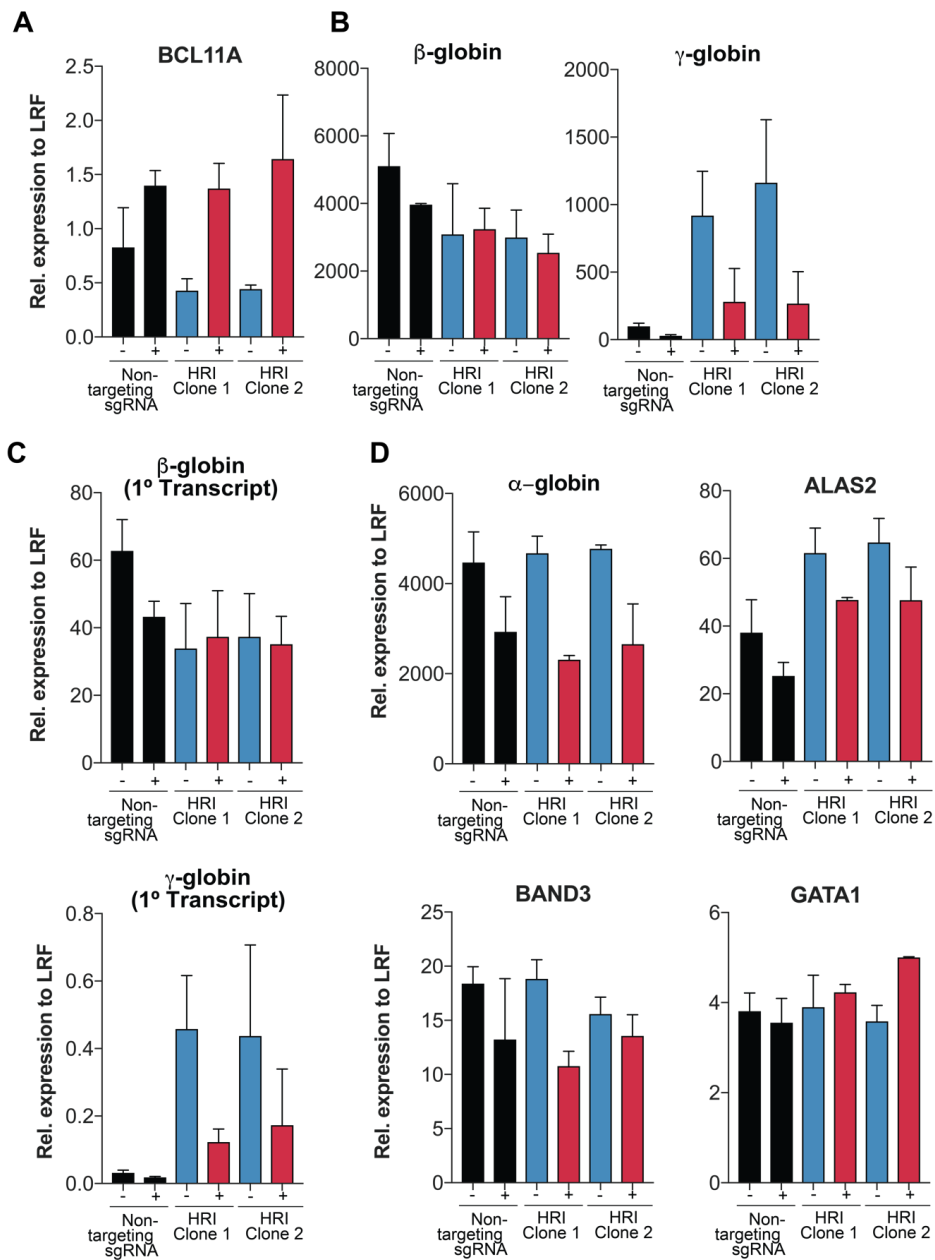 A
BCL11A
Rel. expression to LRF
2.5
2.0
1.5
1.0
0.5
0.0
- + - + - +
Non-
targeting
sgRNA
HRI
Clone 1
HRI
Clone 2
B
β-globin
8000
6000
4000
2000
0
- + - + - +
Non-
targeting
sgRNA
HRI
Clone 1
HRI
Clone 2
γ-globin
2000
1500
1000
500
0
- + - + - +
Non-
targeting
sgRNA
HRI
Clone 1
HRI
Clone 2
C
β-globin
(1º Transcript)
Rel. expression to LRF
80
60
40
20
0
- + - + - +
Non-
targeting
sgRNA
HRI
Clone 1
HRI
Clone 2
γ-globin
(1º Transcript)
Rel. expression to LRF
0.8
0.6
0.4
0.2
0.0
- + - + - +
Non-
targeting
sgRNA
HRI
Clone 1
HRI
Clone 2
D
α–globin
Rel. expression to LRF
6000
4000
2000
0
- + - + - +
Non-
targeting
sgRNA
HRI
Clone 1
HRI
Clone 2
ALAS2
80
60
40
20
0
- + - + - +
Non-
targeting
sgRNA
HRI
Clone 1
HRI
Clone 2
BAND3
Rel. expression to LRF
25
20
15
10
5
0
- + - + - +
Non-
targeting
sgRNA
HRI
Clone 1
HRI
Clone 2
GATA1
6
4
2
0
- + - + - +
Non-
targeting
sgRNA
HRI
Clone 1
HRI
Clone 2